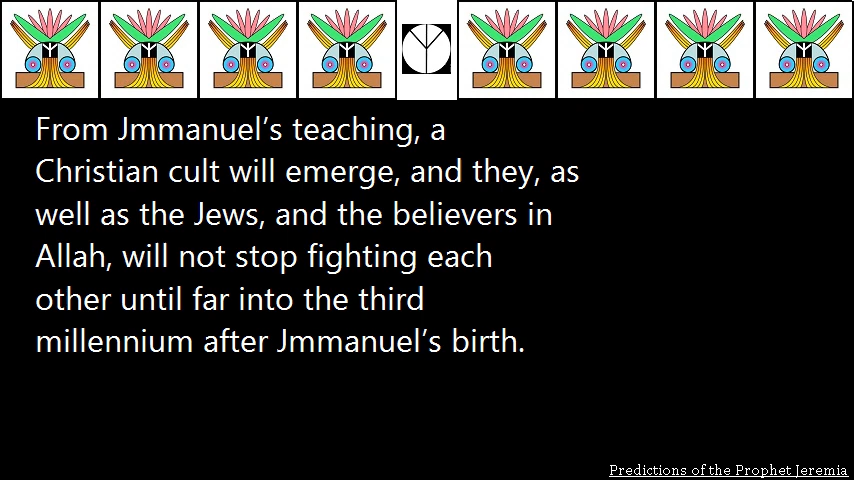 From Jmmanuel’s teaching, a
Christian cult will emerge, and they, as
well as the Jews, and the believers in
Allah, will not stop fighting each
other until far into the third
millennium after Jmmanuel’s birth.
Predictions of the Prophet Jeremia